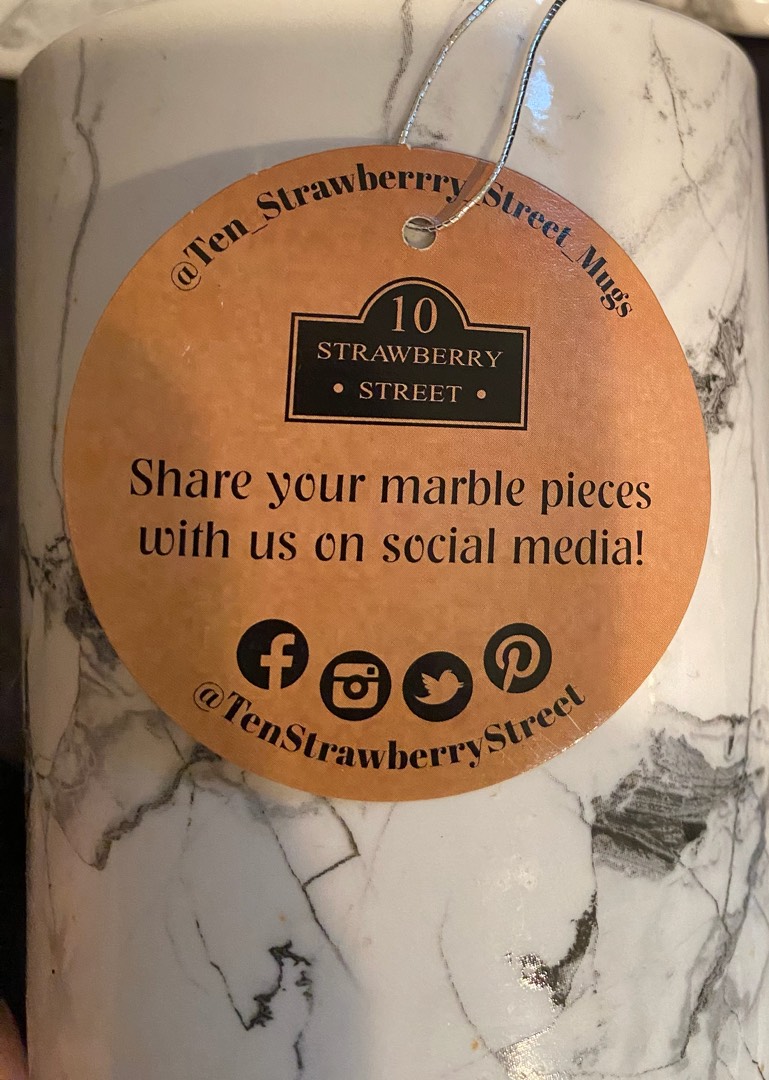 @Ten_Strawberrry_Street_Mugs
10
STRAWBERRY
• STREET •
Share your marble pieces
with us on social media!
@TenStrawberryStreet